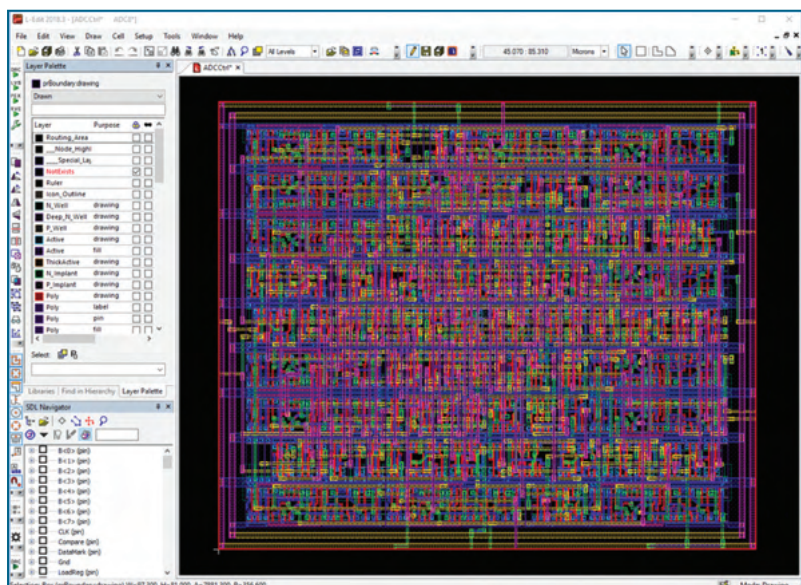 L-Edit 2018.3 - [ADCCtrl* ADC8*]
File Edit View Draw Cell Setup Tools Window Help
All Levels
45.070 : 85.310
Microns
Layer Palette
ADCCtrl*
prBoundary drawing
Drawn
Layer Purpose
Routing_Area
__Node_Highl
___Special_Lay
NotExists
Ruler
Icon_Outline
N_Well drawing
Deep_N_Well drawing
P_Well drawing
Active drawing
Active fill
ThickActive drawing
N_Implant drawing
P_Implant drawing
Poly drawing
Poly label
Poly pin
Poly fill
Select:
Libraries Find in Hierarchy Layer Palette
SDL Navigator
B<0> (pin)
B<1> (pin)
B<2> (pin)
B<3> (pin)
B<4> (pin)
B<5> (pin)
B<6> (pin)
B<7> (pin)
CLK (pin)
Compare (pin)
DataMark (pin)
Gnd
LoadReg (pin)